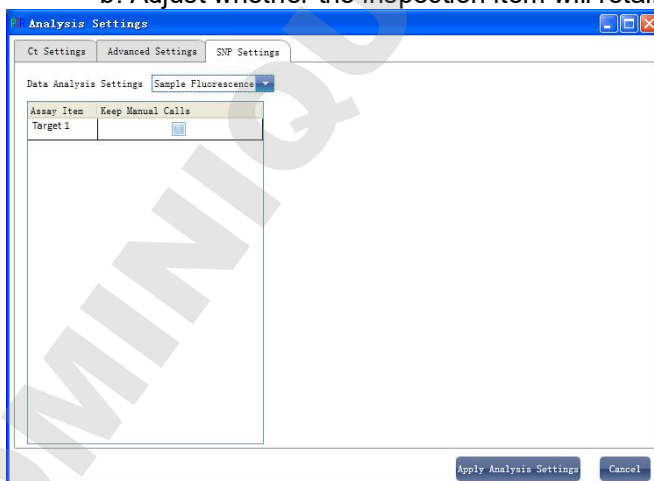 b. Adjust whether the inspection item will retain
Analysis Settings
Ct Settings Advanced Settings SNP Settings
Data Analysis Settings Sample Fluorescence
Assay Item Keep Manual Calls
Target 1
Apply Analysis Settings Cancel